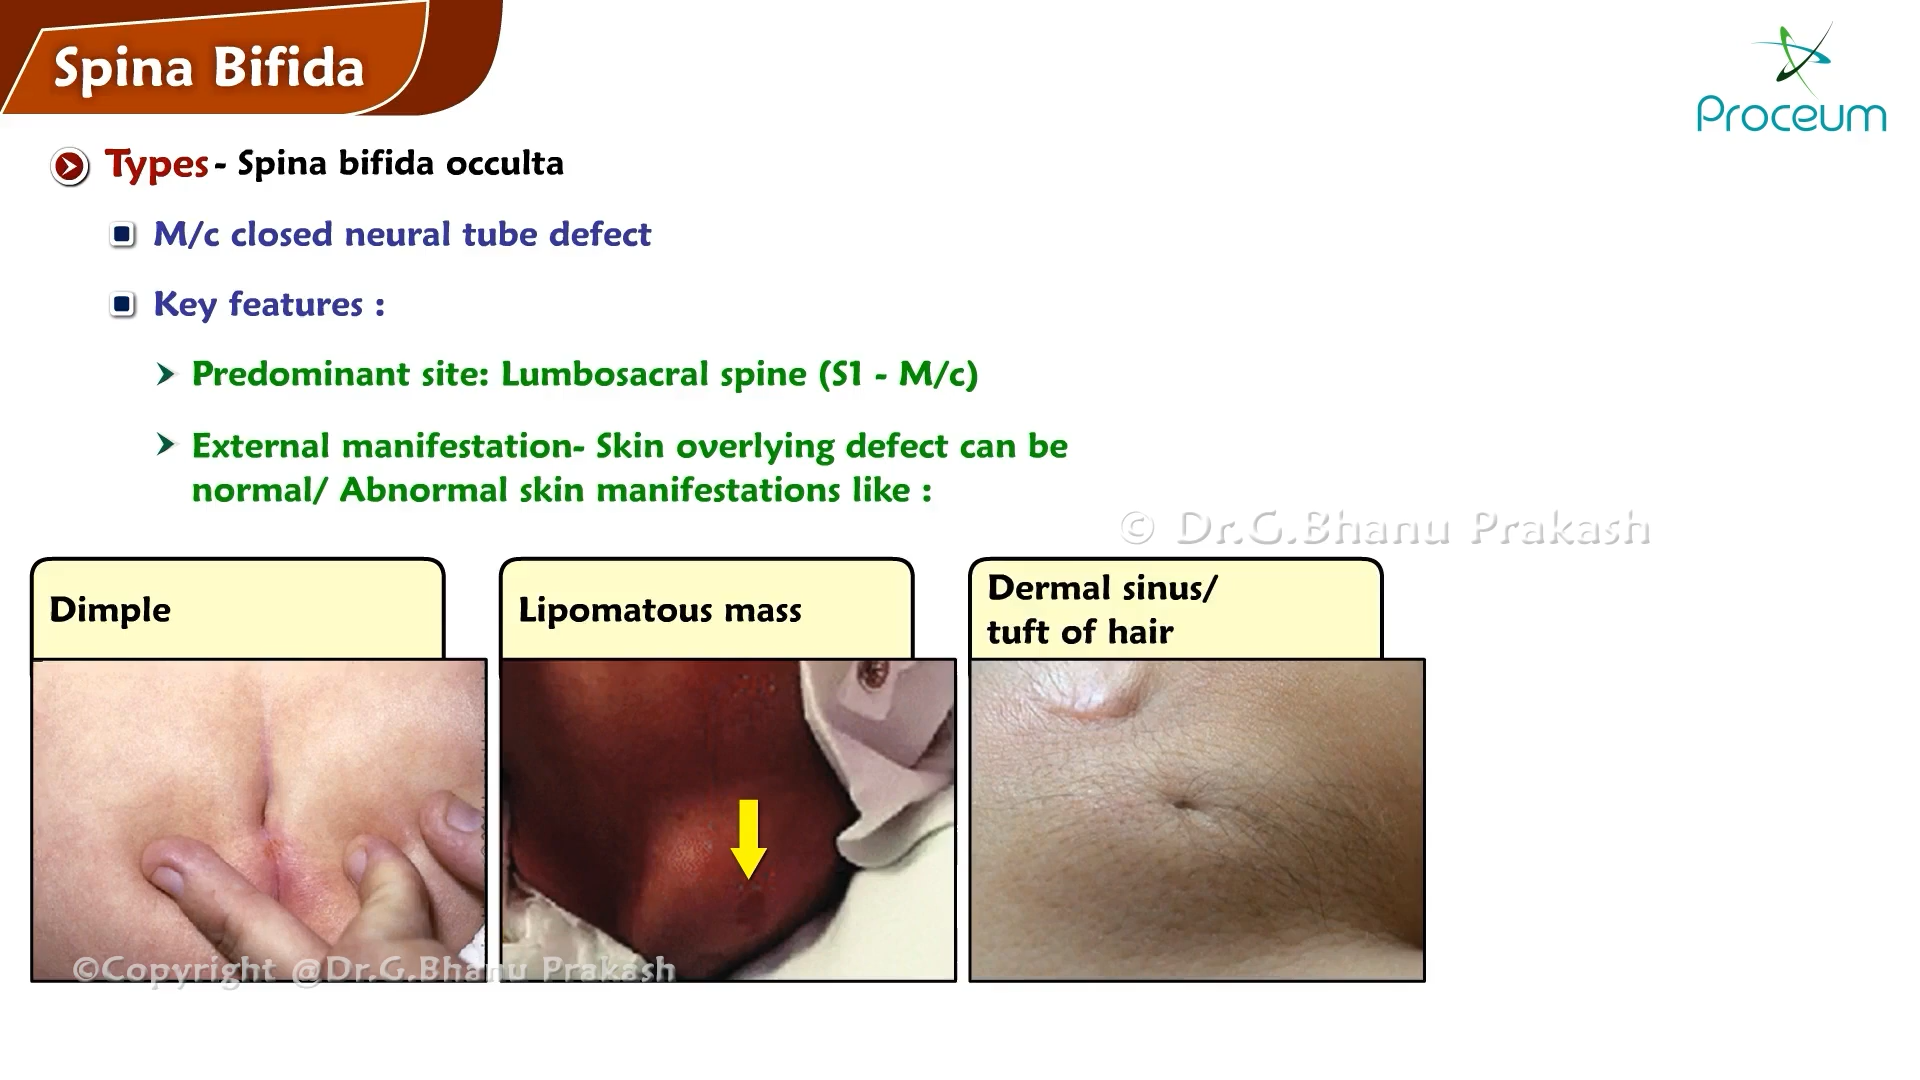 Spina Bifida
Proceum
Types - Spina bifida occulta
M/c closed neural tube defect
Key features :
Predominant site: Lumbosacral spine (S1 - M/c)
External manifestation- Skin overlying defect can be
normal/ Abnormal skin manifestations like :
© Dr.G.Bhanu Prakash
Dimple
Lipomatous mass
Dermal sinus/
tuft of hair
©Copyright @Dr.G.Bhanu Prakash